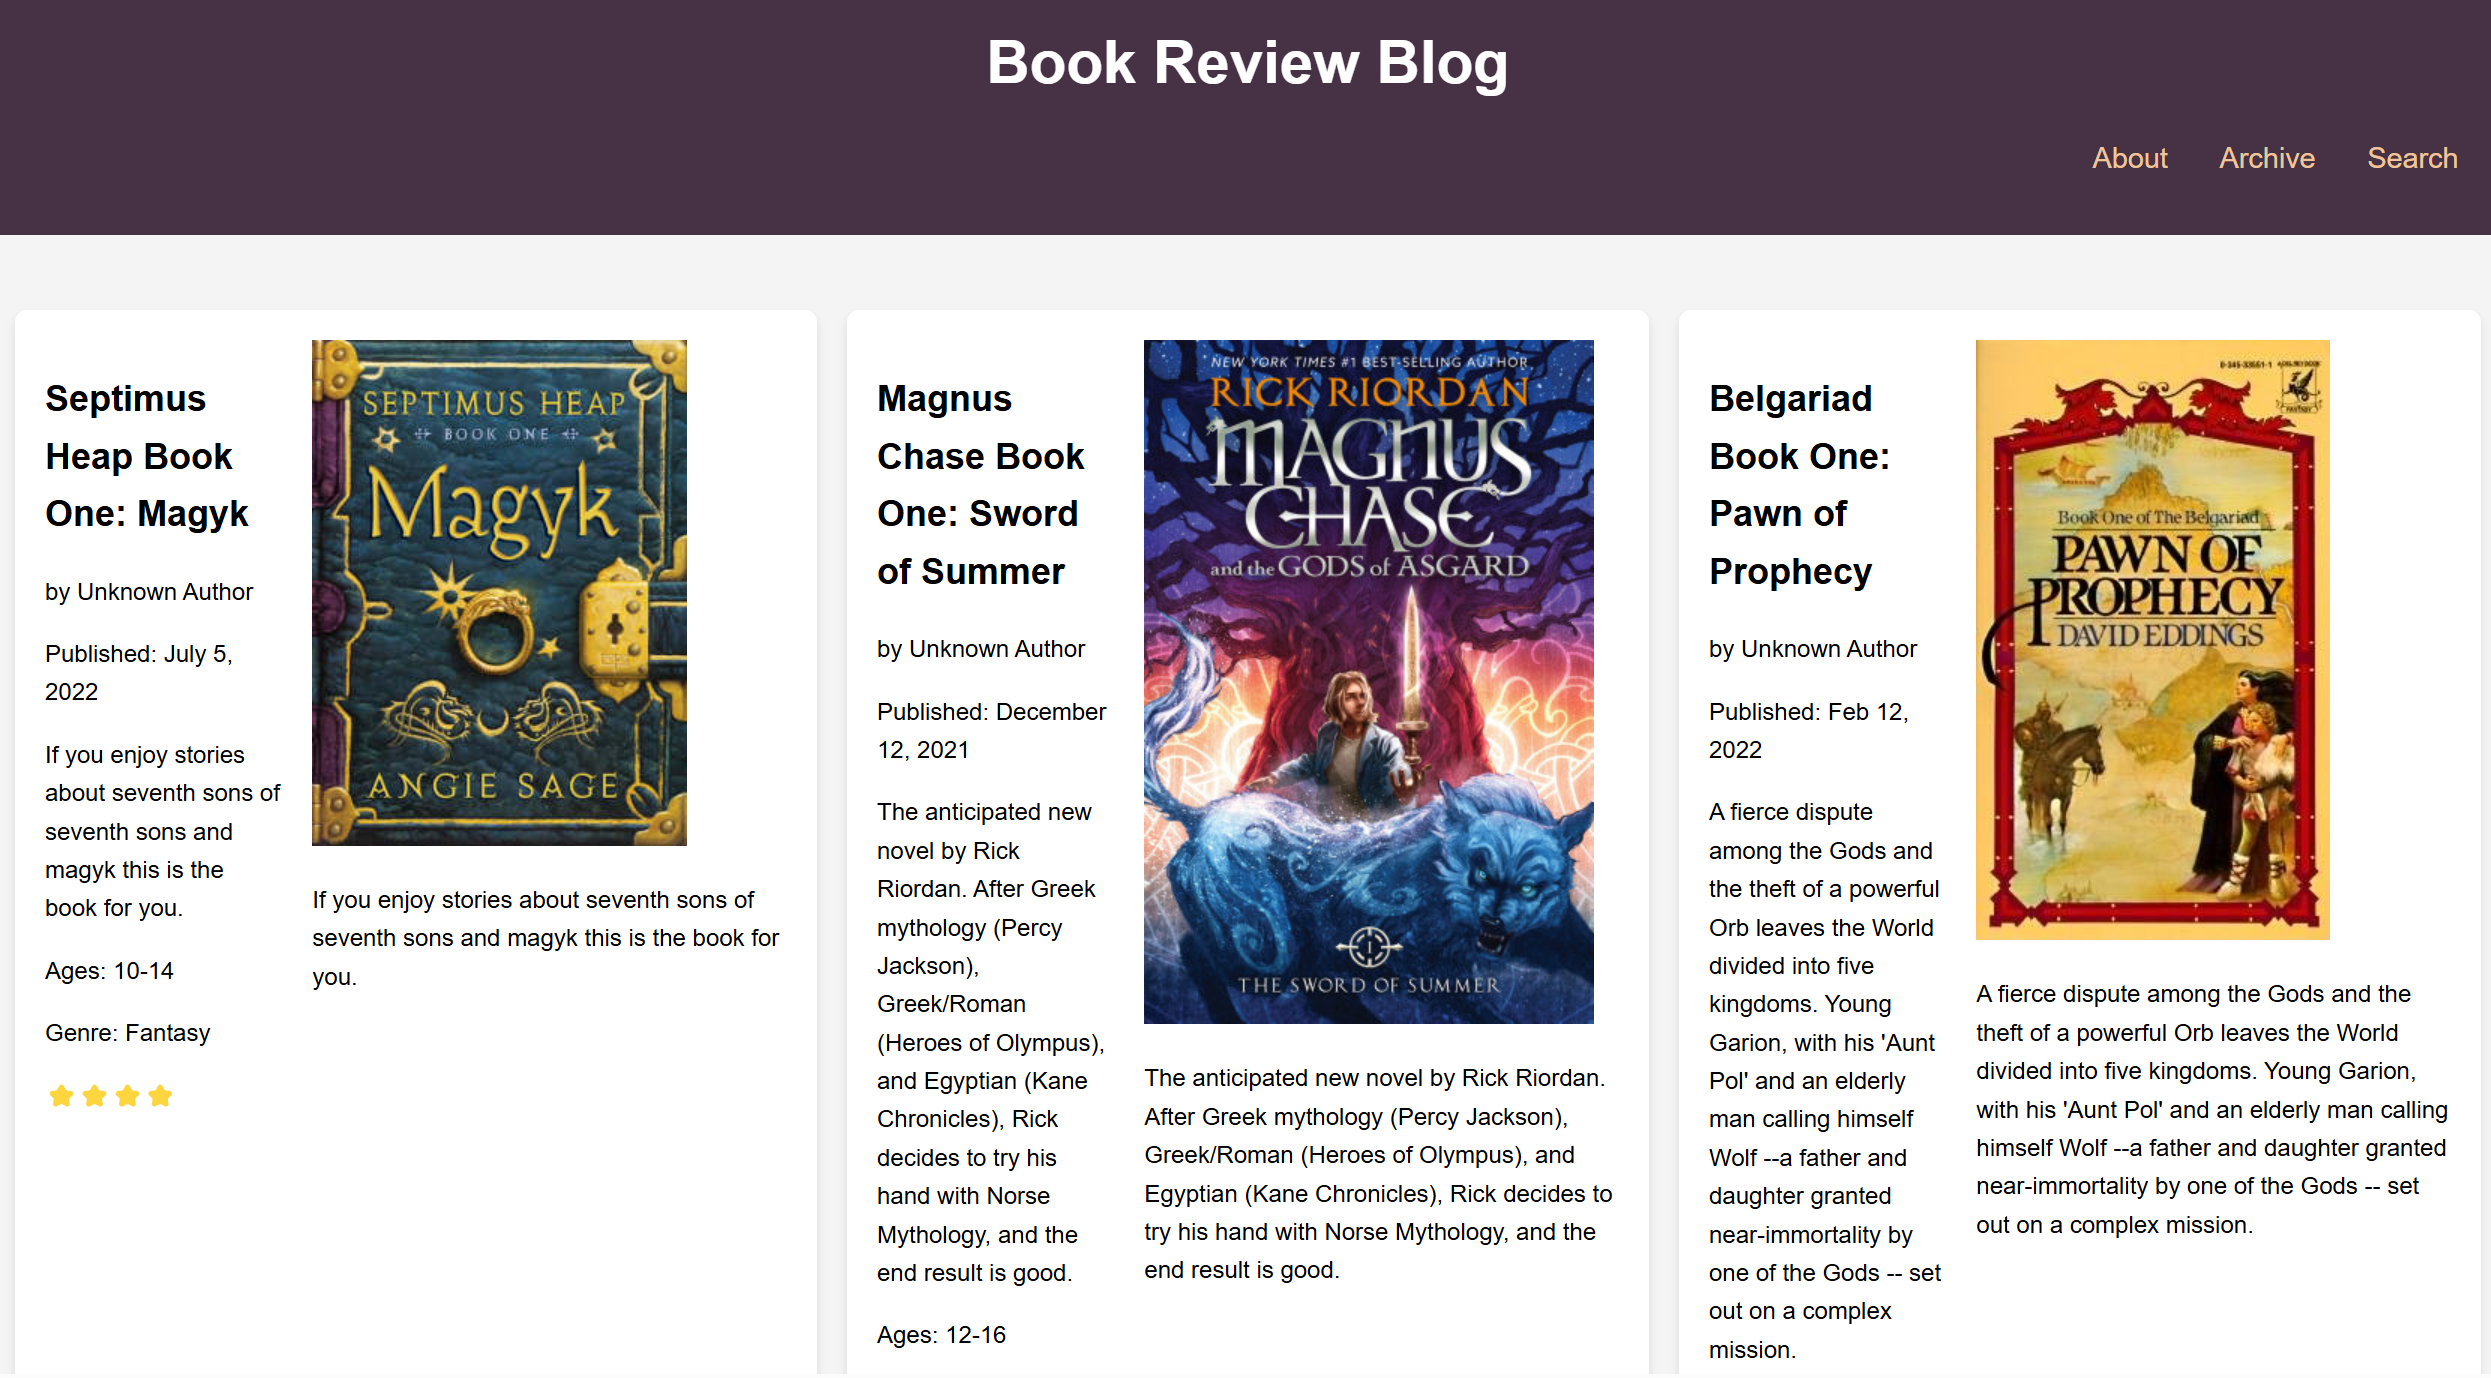 Book Review Blog
About Archive Search
Septimus
Heap Book
One: Magyk
by Unknown Author
Published: July 5,
2022
If you enjoy stories
about seventh sons of
seventh sons and
magyk this is the
book for you.
Ages: 10-14
Genre: Fantasy
SEPTIMUS HEAP
BOOK ONE
Magyk
ANGIE SAGE
If you enjoy stories about seventh sons of
seventh sons and magyk this is the book for
you.
Magnus
Chase Book
One: Sword
of Summer
by Unknown Author
Published: December
12, 2021
The anticipated new
novel by Rick
Riordan. After Greek
mythology (Percy
Jackson),
Greek/Roman
(Heroes of Olympus),
and Egyptian (Kane
Chronicles), Rick
decides to try his
hand with Norse
Mythology, and the
end result is good.
Ages: 12-16
NEW YORK TIMES #1 BEST-SELLING AUTHOR
RICK RIORDAN
MAGNUS
CHASE
and the GODS of ASGARD
THE SWORD OF SUMMER
The anticipated new novel by Rick Riordan.
After Greek mythology (Percy Jackson),
Greek/Roman (Heroes of Olympus), and
Egyptian (Kane Chronicles), Rick decides to
try his hand with Norse Mythology, and the
end result is good.
Belgariad
Book One:
Pawn of
Prophecy
by Unknown Author
Published: Feb 12,
2022
A fierce dispute
among the Gods and
the theft of a powerful
Orb leaves the World
divided into five
kingdoms. Young
Garion, with his 'Aunt
Pol' and an elderly
man calling himself
Wolf --a father and
daughter granted
near-immortality by
one of the Gods -- set
out on a complex
mission.
Book One of The Belgariad
PAWN OF
PROPHECY
DAVID EDDINGS
A fierce dispute among the Gods and the
theft of a powerful Orb leaves the World
divided into five kingdoms. Young Garion,
with his 'Aunt Pol' and an elderly man calling
himself Wolf --a father and daughter granted
near-immortality by one of the Gods -- set
out on a complex mission.